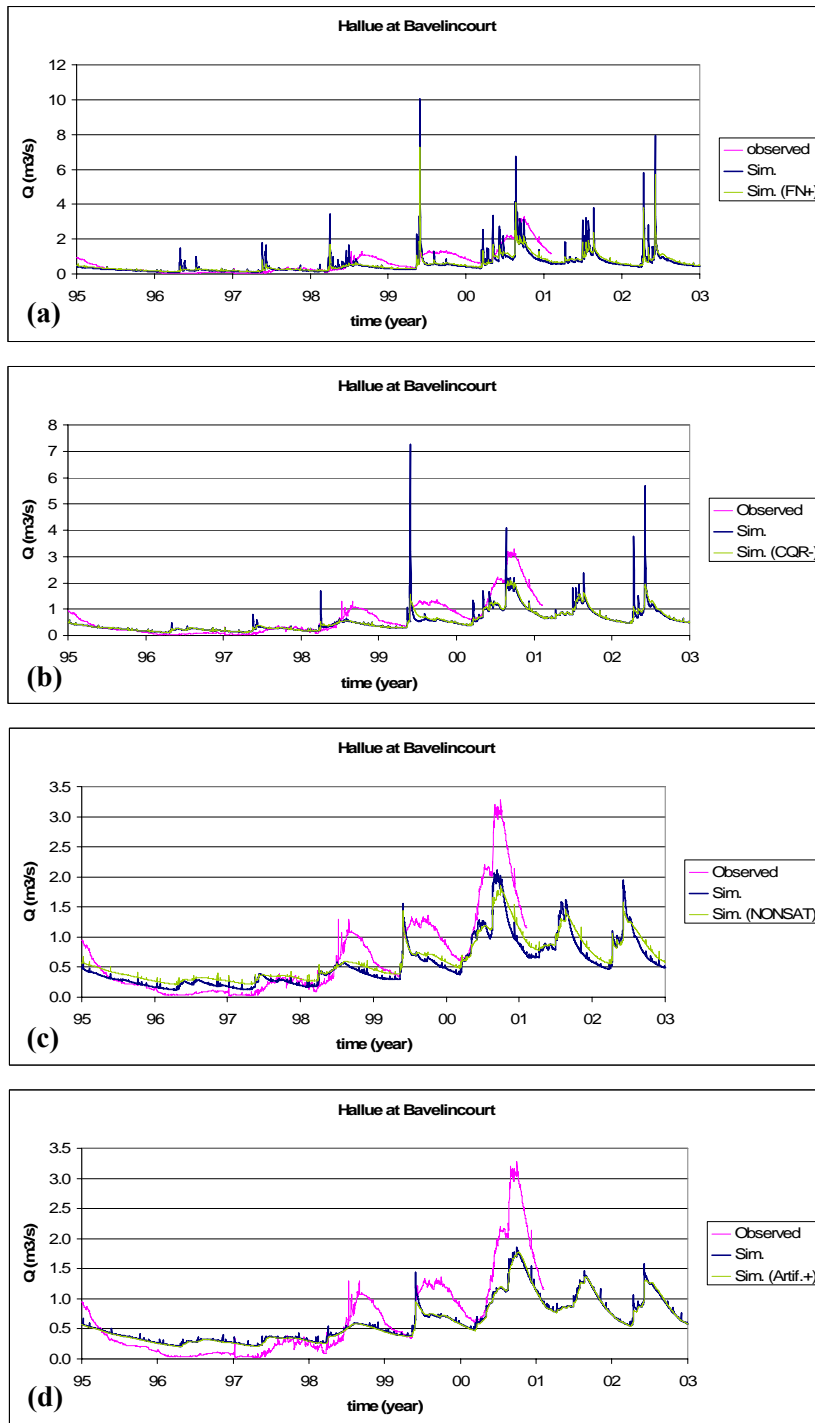 Hallue at Bavelincourt
12
10
8
6
4
2
0
Q (m3/s)
95 96 97 98 99 00 01 02 03
time (year)
observed
Sim.
Sim. (FN+)
(a)
Hallue at Bavelincourt
8
7
6
5
4
3
2
1
0
Q (m3/s)
95 96 97 98 99 00 01 02 03
time (year)
Observed
Sim.
Sim. (CQR-)
(b)
Hallue at Bavelincourt
3.5
3.0
2.5
2.0
1.5
1.0
0.5
0.0
Q (m3/s)
95 96 97 98 99 00 01 02 03
time (year)
Observed
Sim.
Sim. (NONSAT)
(c)
Hallue at Bavelincourt
3.5
3.0
2.5
2.0
1.5
1.0
0.5
0.0
Q (m3/s)
95 96 97 98 99 00 01 02 03
time (year)
Observed
Sim.
Sim. (Artif.+)
(d)